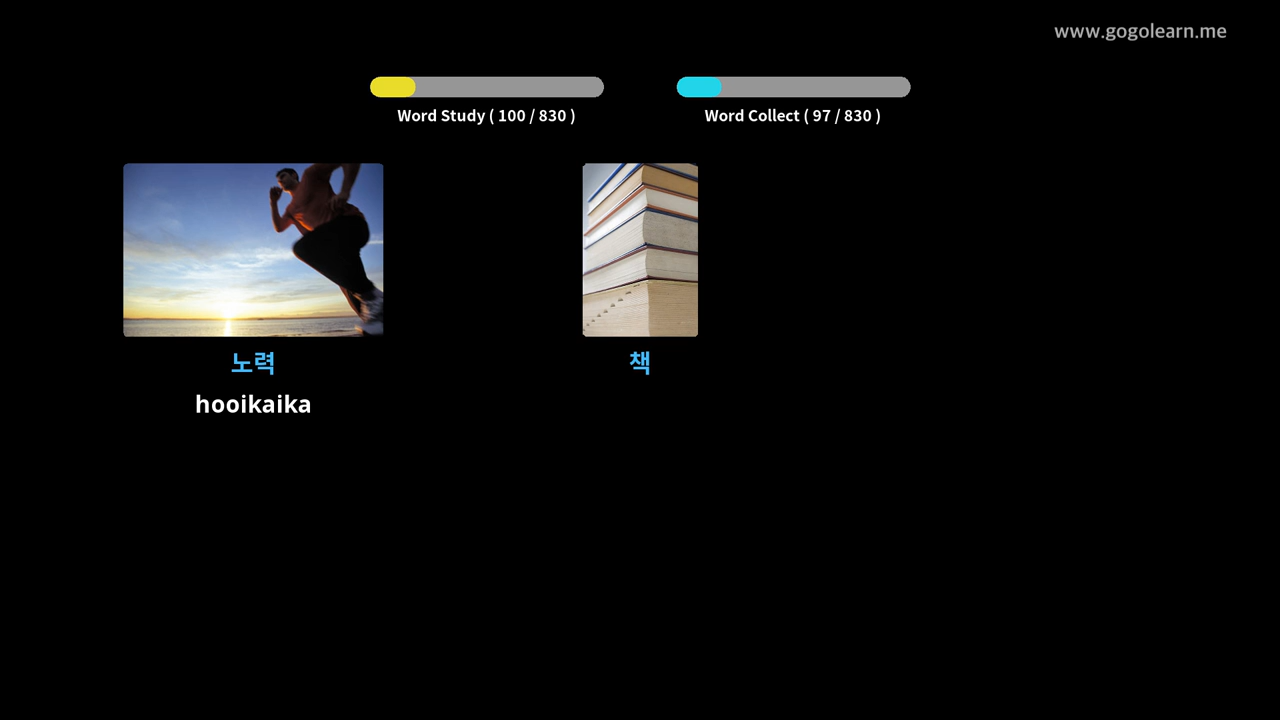 www.gogolearn.me
Word Study ( 100 / 830 )
Word Collect ( 97 / 830 )
노력
책
hooikaika